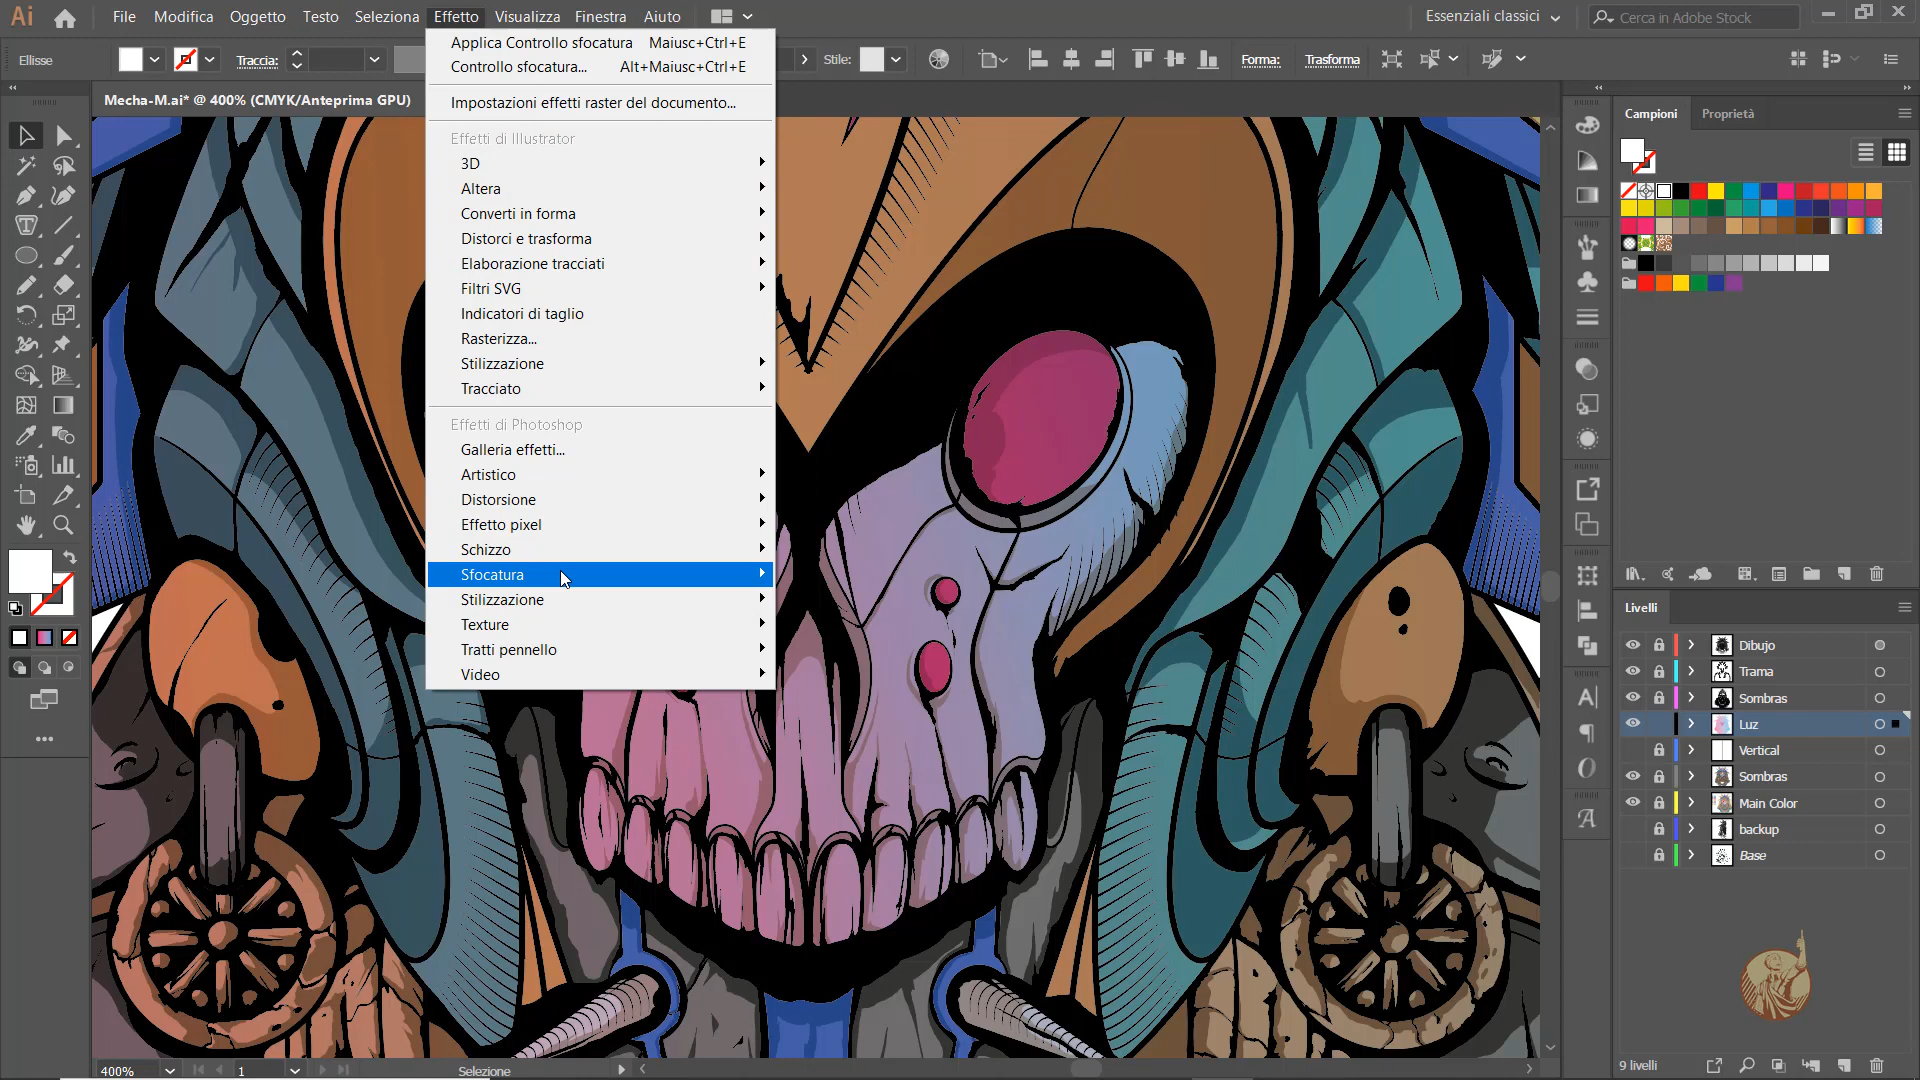 Ai File Modifica Oggetto Testo Seleziona Effetto Visualizza Finestra Aiuto Essenziali classici Cerca in Adobe Stock
Ellisse Traccia: Stile: Forma: Trasforma
Mecha-M.ai* @ 400% (CMYK/Anteprima GPU)
Applica Controllo sfocatura Maiusc+Ctrl+E
Controllo sfocatura... Alt+Maiusc+Ctrl+E
Impostazioni effetti raster del documento...
Effetti di Illustrator
3D
Altera
Converti in forma
Distorci e trasforma
Elaborazione tracciati
Filtri SVG
Indicatori di taglio
Rasterizza...
Stilizzazione
Tracciato
Effetti di Photoshop
Galleria effetti...
Artistico
Distorsione
Effetto pixel
Schizzo
Sfocatura
Stilizzazione
Texture
Tratti pennello
Video
Campioni Proprietà
Livelli
Dibujo
Trama
Sombras
Luz
Vertical
Sombras
Main Color
backup
Base
9 livelli
400% 1 Selezione